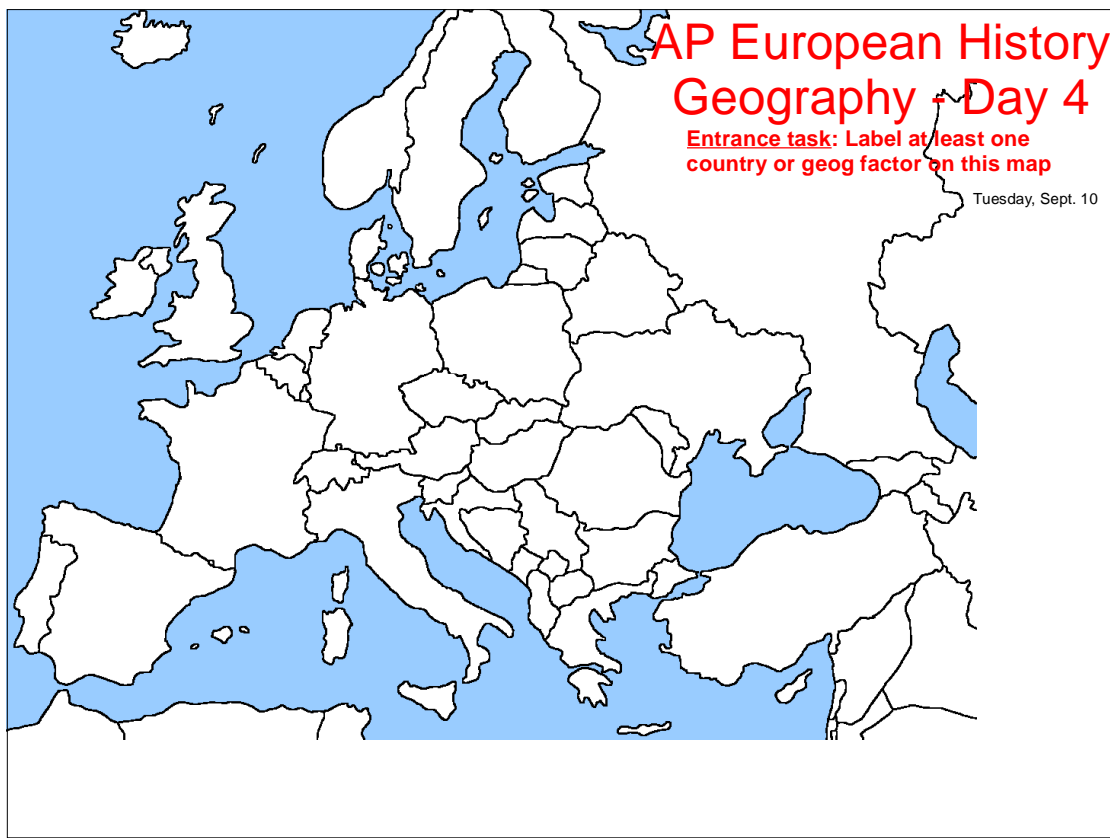 AP European History
Geography - Day 4
Entrance task: Label at least one
country or geog factor on this map
Tuesday, Sept. 10